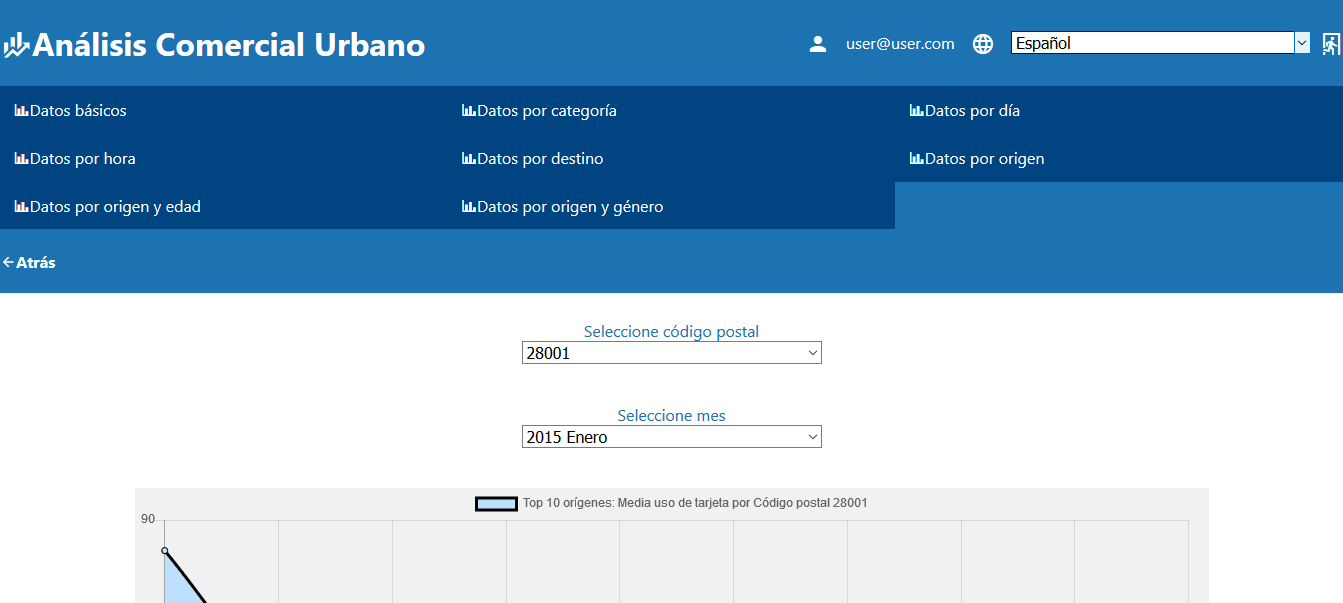 Análisis Comercial Urbano
user@user.com
Español
Datos básicos
Datos por categoría
Datos por día
Datos por hora
Datos por destino
Datos por origen
Datos por origen y edad
Datos por origen y género
Atrás
Seleccione código postal
28001
Seleccione mes
2015 Enero
Top 10 orígenes: Media uso de tarjeta por Código postal 28001
90